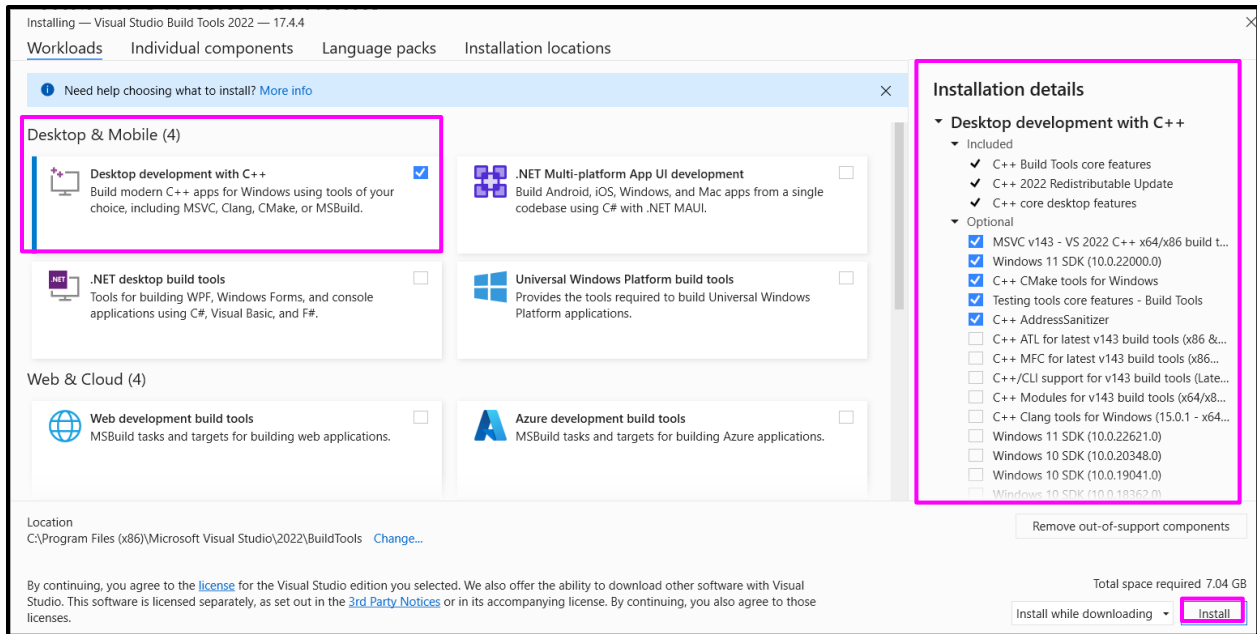 Installing — Visual Studio Build Tools 2022 — 17.4.4
Workloads Individual components Language packs Installation locations
Need help choosing what to install? More info
Desktop & Mobile (4)
Desktop development with C++
Build modern C++ apps for Windows using tools of your
choice, including MSVC, Clang, CMake, or MSBuild.
.NET Multi-platform App UI development
Build Android, iOS, Windows, and Mac apps from a single
codebase using C# with .NET MAUI.
.NET
.NET desktop build tools
Tools for building WPF, Windows Forms, and console
applications using C#, Visual Basic, and F#.
Universal Windows Platform build tools
Provides the tools required to build Universal Windows
Platform applications.
Web & Cloud (4)
Web development build tools
MSBuild tasks and targets for building web applications.
Azure development build tools
MSBuild tasks and targets for building Azure applications.
Installation details
Desktop development with C++
Included
C++ Build Tools core features
C++ 2022 Redistributable Update
C++ core desktop features
Optional
MSVC v143 - VS 2022 C++ x64/x86 build t...
Windows 11 SDK (10.0.22000.0)
C++ CMake tools for Windows
Testing tools core features - Build Tools
C++ AddressSanitizer
C++ ATL for latest v143 build tools (x86 &...
C++ MFC for latest v143 build tools (x86...
C++/CLI support for v143 build tools (Late...
C++ Modules for v143 build tools (x64/x8...
C++ Clang tools for Windows (15.0.1 - x64...
Windows 11 SDK (10.0.22621.0)
Windows 10 SDK (10.0.20348.0)
Windows 10 SDK (10.0.19041.0)
Windows 10 SDK (10.0.18362.0)
Location
C:\Program Files (x86)\Microsoft Visual Studio\2022\BuildTools Change...
Remove out-of-support components
By continuing, you agree to the license for the Visual Studio edition you selected. We also offer the ability to download other software with Visual
Studio. This software is licensed separately, as set out in the 3rd Party Notices or in its accompanying license. By continuing, you also agree to those
licenses.
Total space required 7.04 GB
Install while downloading Install